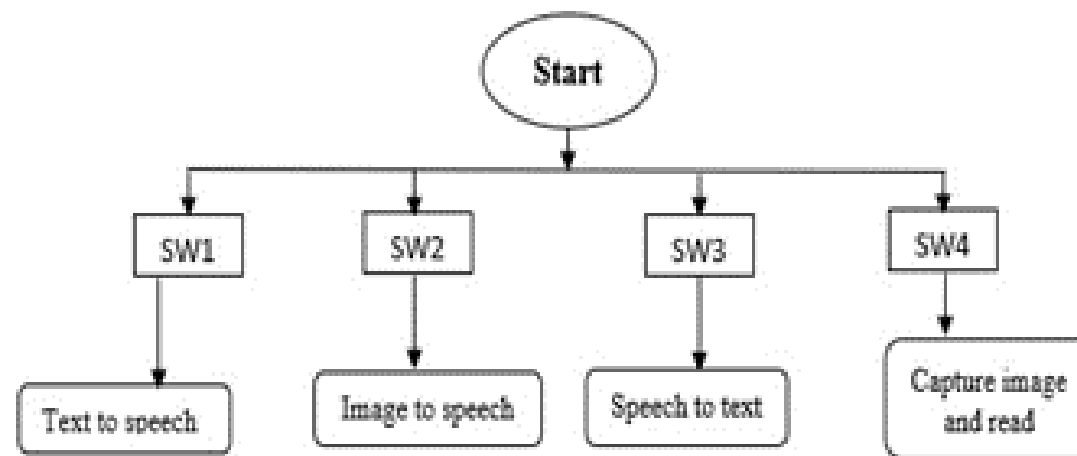 Start
SW1
SW2
SW3
SW4
Text to speech
Image to speech
Speech to text
Capture image
and read